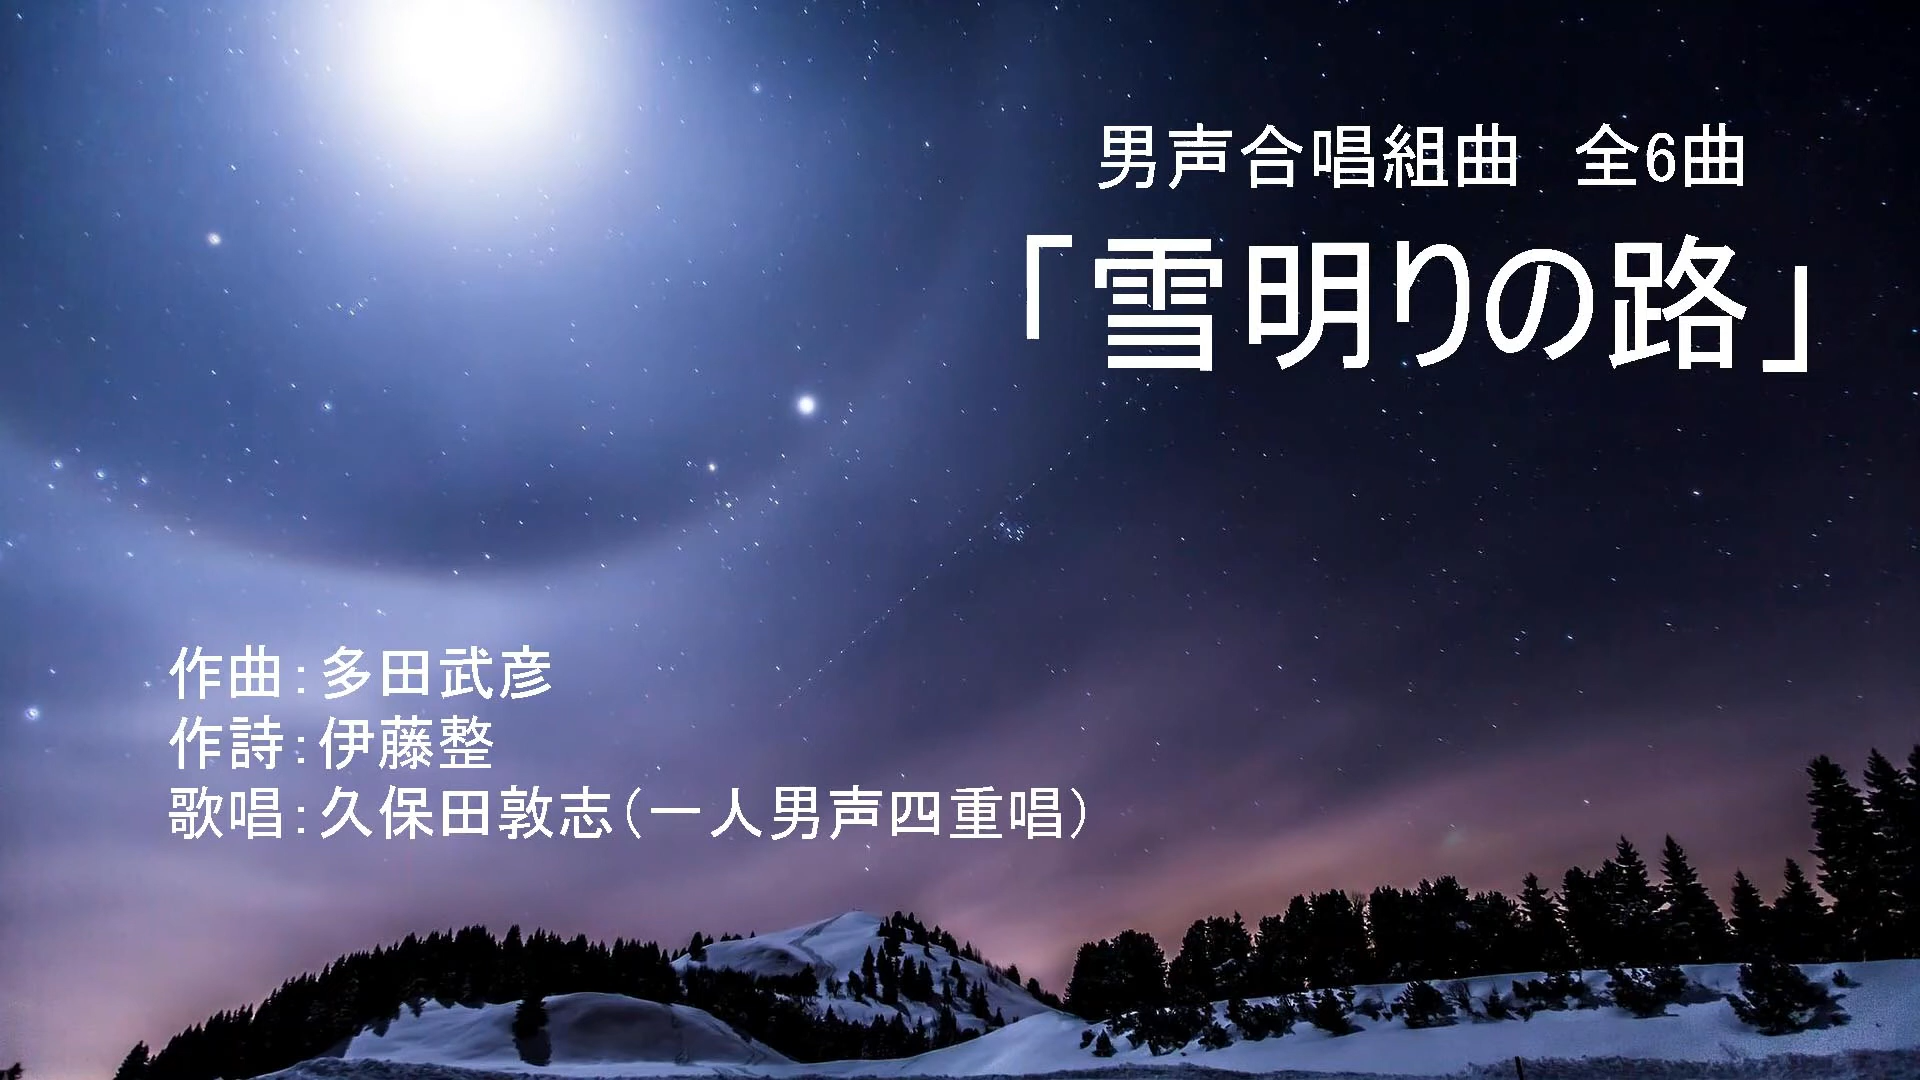 男声合唱組曲　全6曲
「雪明りの路」
作曲：多田武彦
作詩：伊藤整
歌唱：久保田敦志（一人男声四重唱）